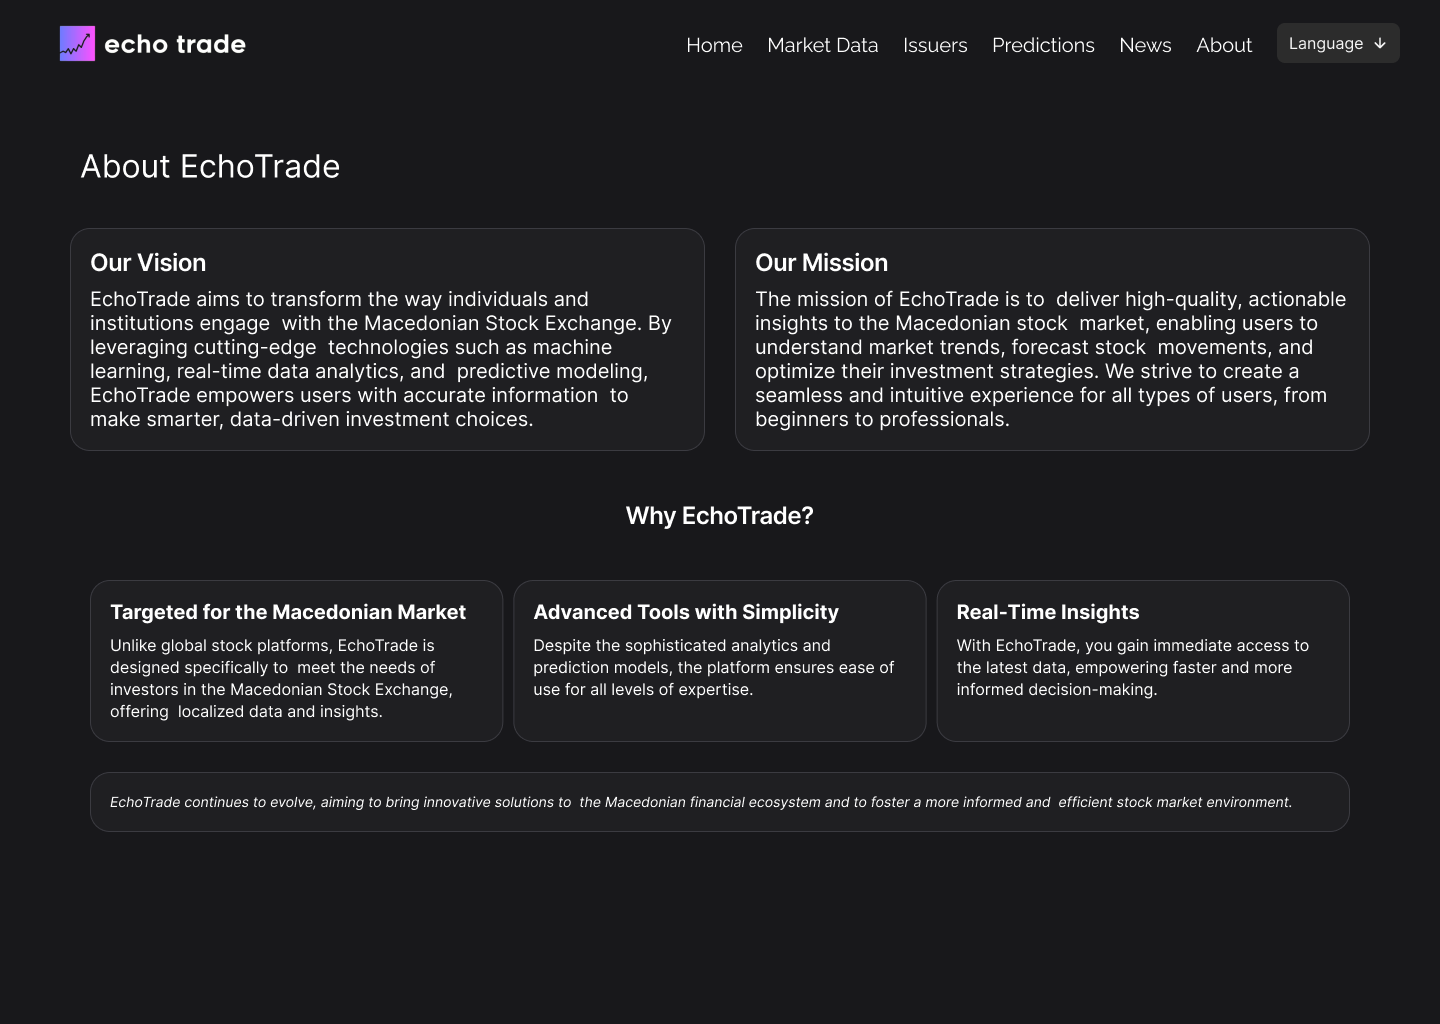 echo trade
Home Market Data Issuers Predictions News About Language ↓
About EchoTrade
Our Vision
EchoTrade aims to transform the way individuals and
institutions engage  with the Macedonian Stock Exchange. By
leveraging cutting-edge  technologies such as machine
learning, real-time data analytics, and  predictive modeling,
EchoTrade empowers users with accurate information  to
make smarter, data-driven investment choices.
Our Mission
The mission of EchoTrade is to  deliver high-quality, actionable
insights to the Macedonian stock  market, enabling users to
understand market trends, forecast stock  movements, and
optimize their investment strategies. We strive to create a
seamless and intuitive experience for all types of users, from
beginners to professionals.
Why EchoTrade?
Targeted for the Macedonian Market
Unlike global stock platforms, EchoTrade is
designed specifically to  meet the needs of
investors in the Macedonian Stock Exchange,
offering  localized data and insights.
Advanced Tools with Simplicity
Despite the sophisticated analytics and
prediction models, the platform ensures ease of
use for all levels of expertise.
Real-Time Insights
With EchoTrade, you gain immediate access to
the latest data, empowering faster and more
informed decision-making.
EchoTrade continues to evolve, aiming to bring innovative solutions to  the Macedonian financial ecosystem and to foster a more informed and  efficient stock market environment.